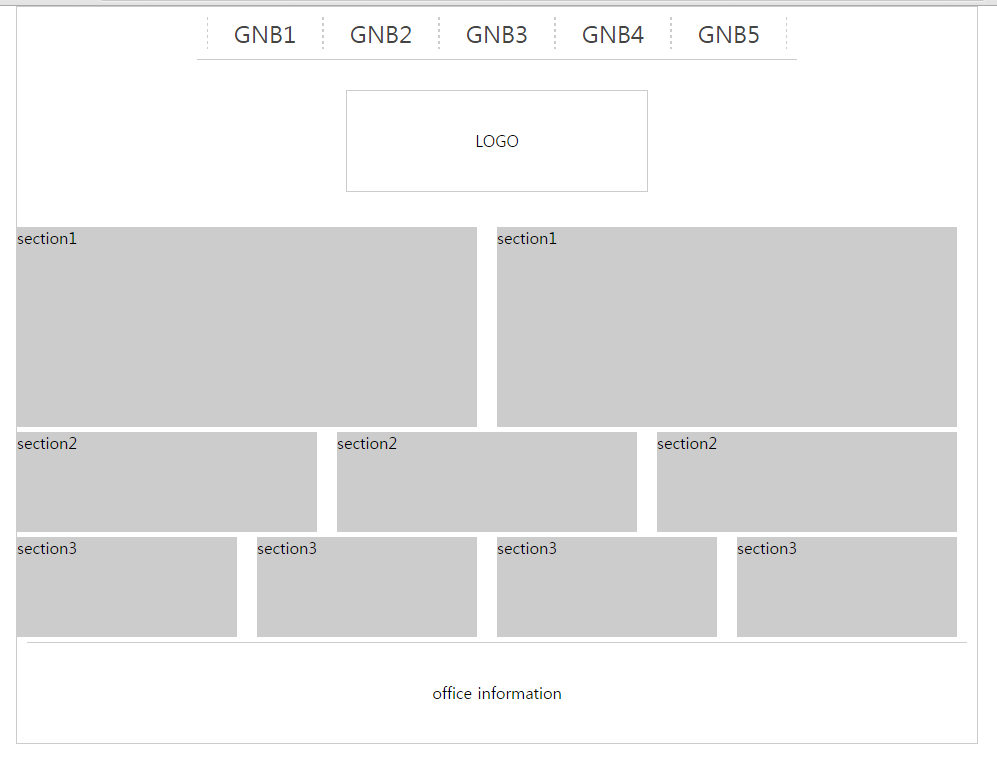 GNB1 GNB2 GNB3 GNB4 GNB5
LOGO
section1 section1
section2 section2 section2
section3 section3 section3 section3
office information